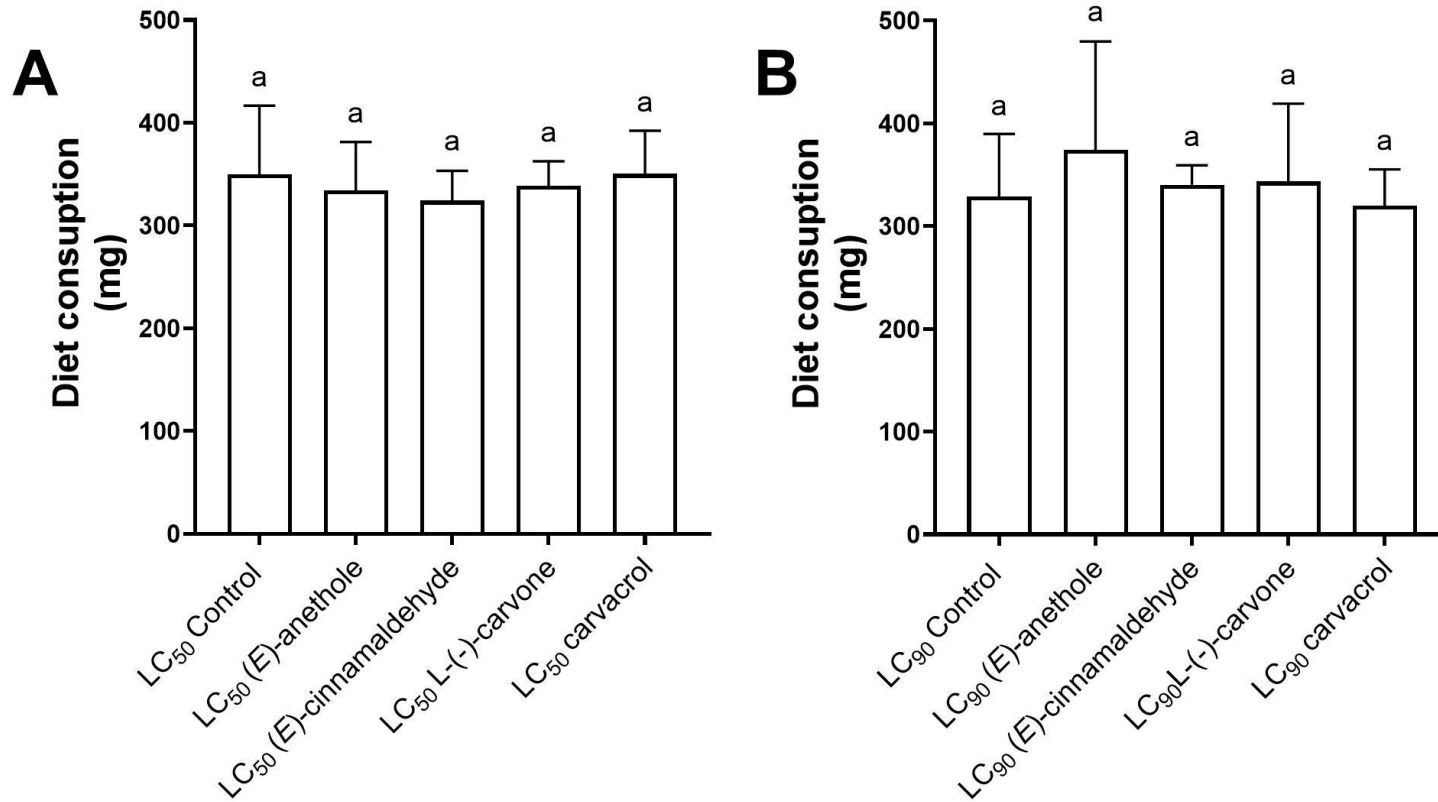 A
Diet consuption
(mg)
500
400
300
200
100
0
a
a
a
a
a
LC50 Control
LC50 (E)-anethole
LC50 (E)-cinnamaldehyde
LC50 L-(-)-carvone
LC50 carvacrol
B
Diet consuption
(mg)
500
400
300
200
100
0
a
a
a
a
a
LC90 Control
LC90 (E)-anethole
LC90 (E)-cinnamaldehyde
LC90L-(-)-carvone
LC90 carvacrol